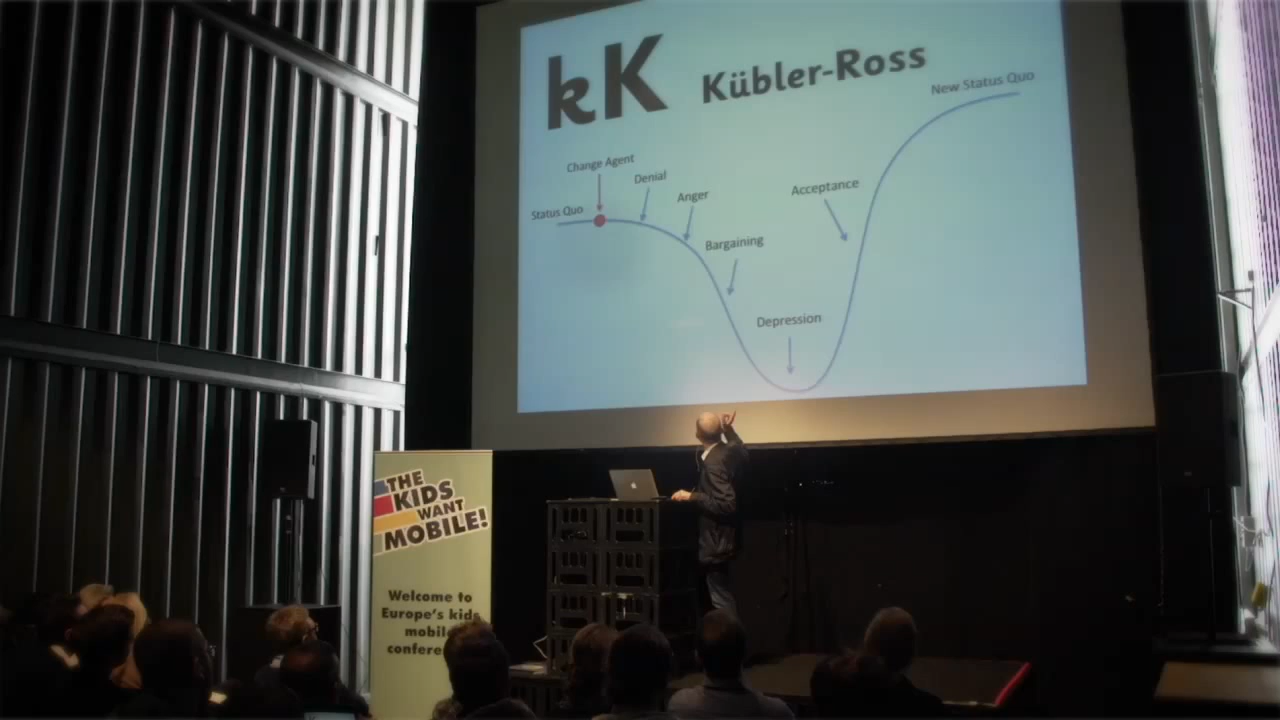 kK Kübler-Ross
New Status Quo
Change Agent
Denial
Acceptance
Anger
Status Quo
Bargaining
Depression
THE
KIDS
WANT
MOBILE!
Welcome to
Europe's kids
mobile